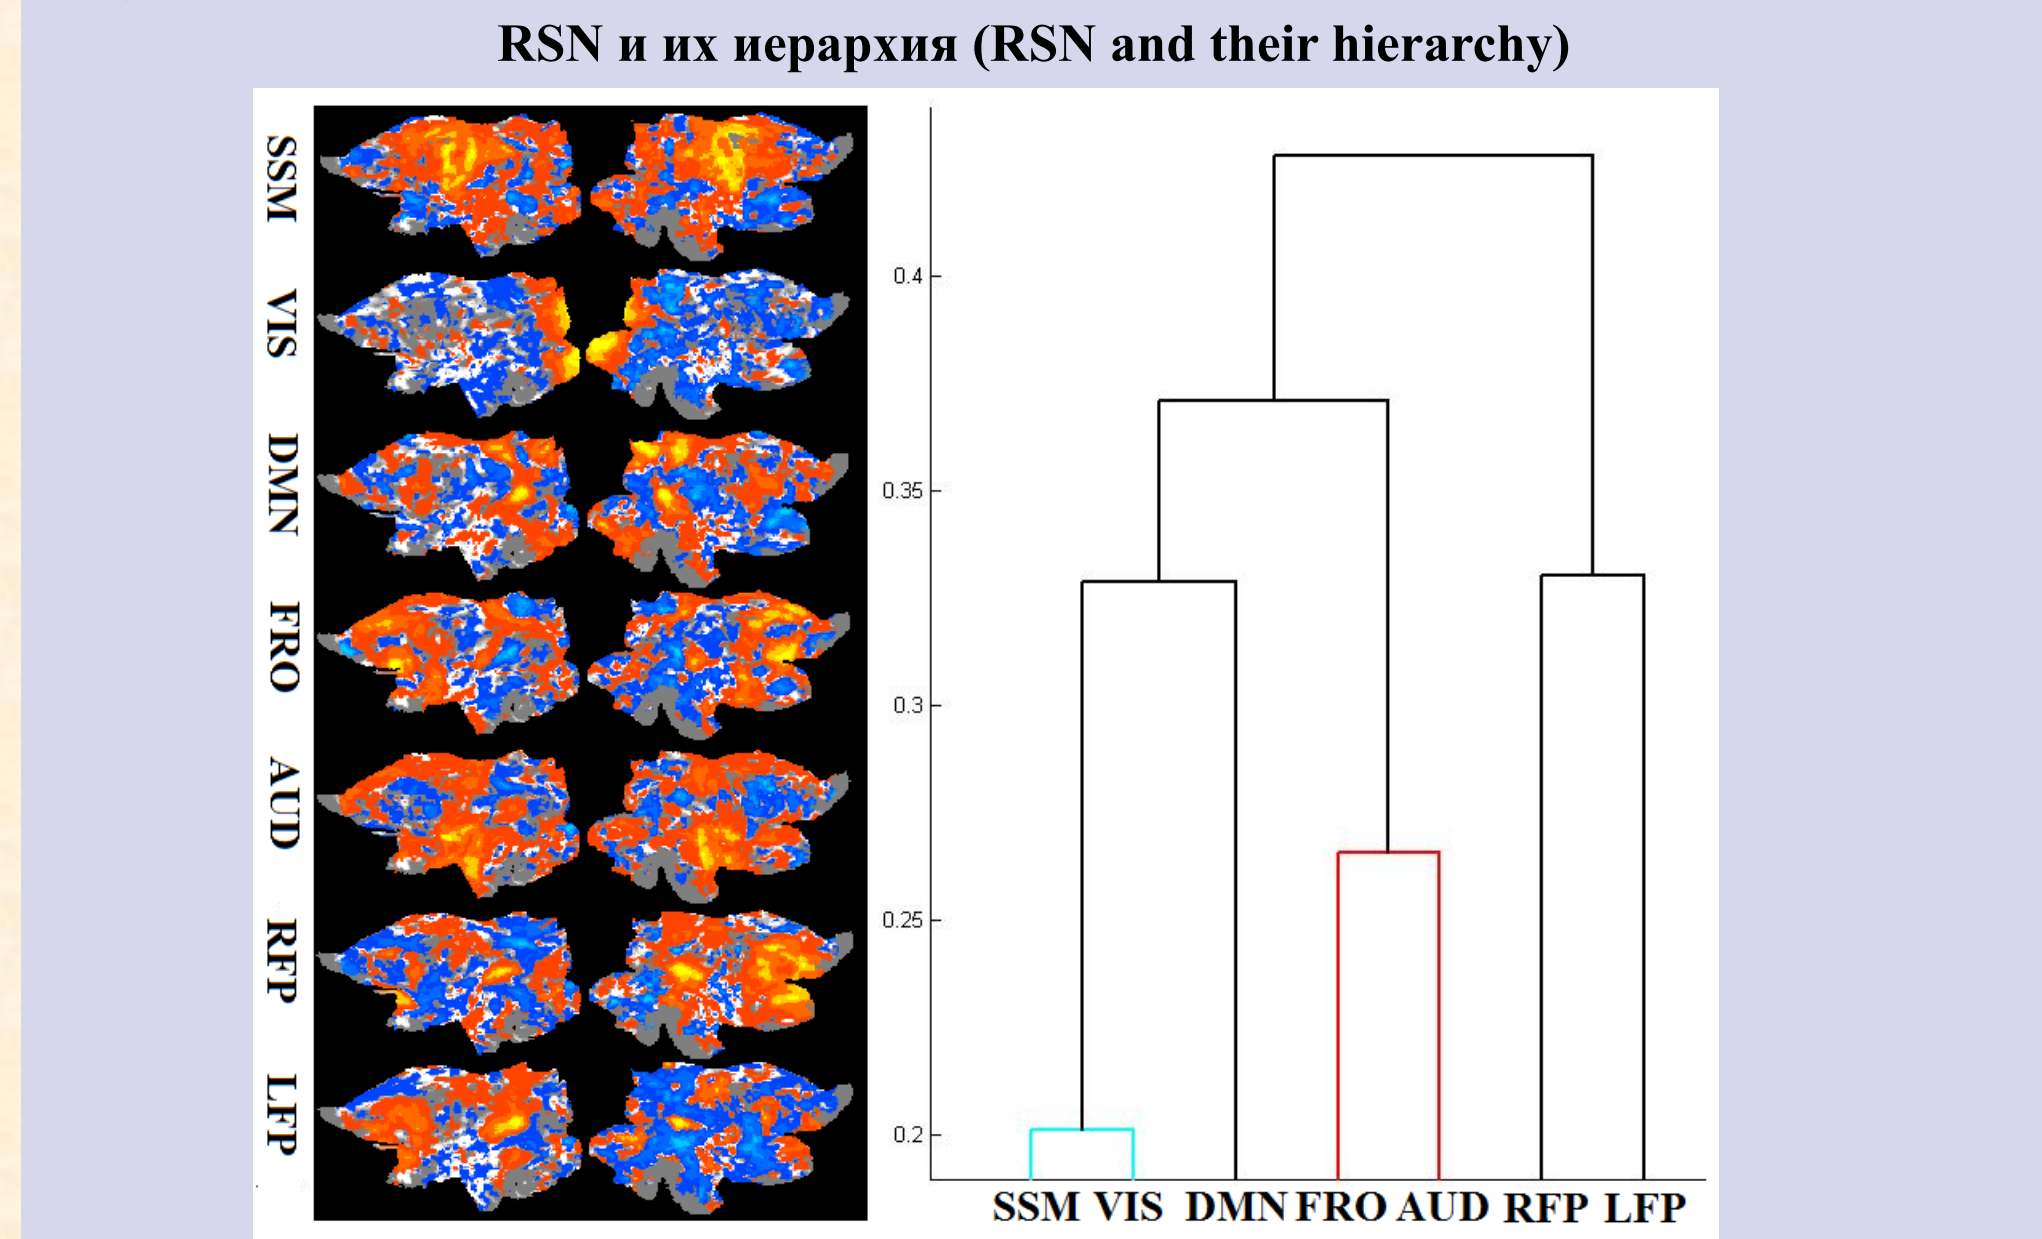 RSN и их иерархия (RSN and their hierarchy)
SSM
VIS
DMN
FRO
AUD
RFP
LFP
0.4
0.35
0.3
0.25
0.2
SSM VIS DMN FRO AUD RFP LFP